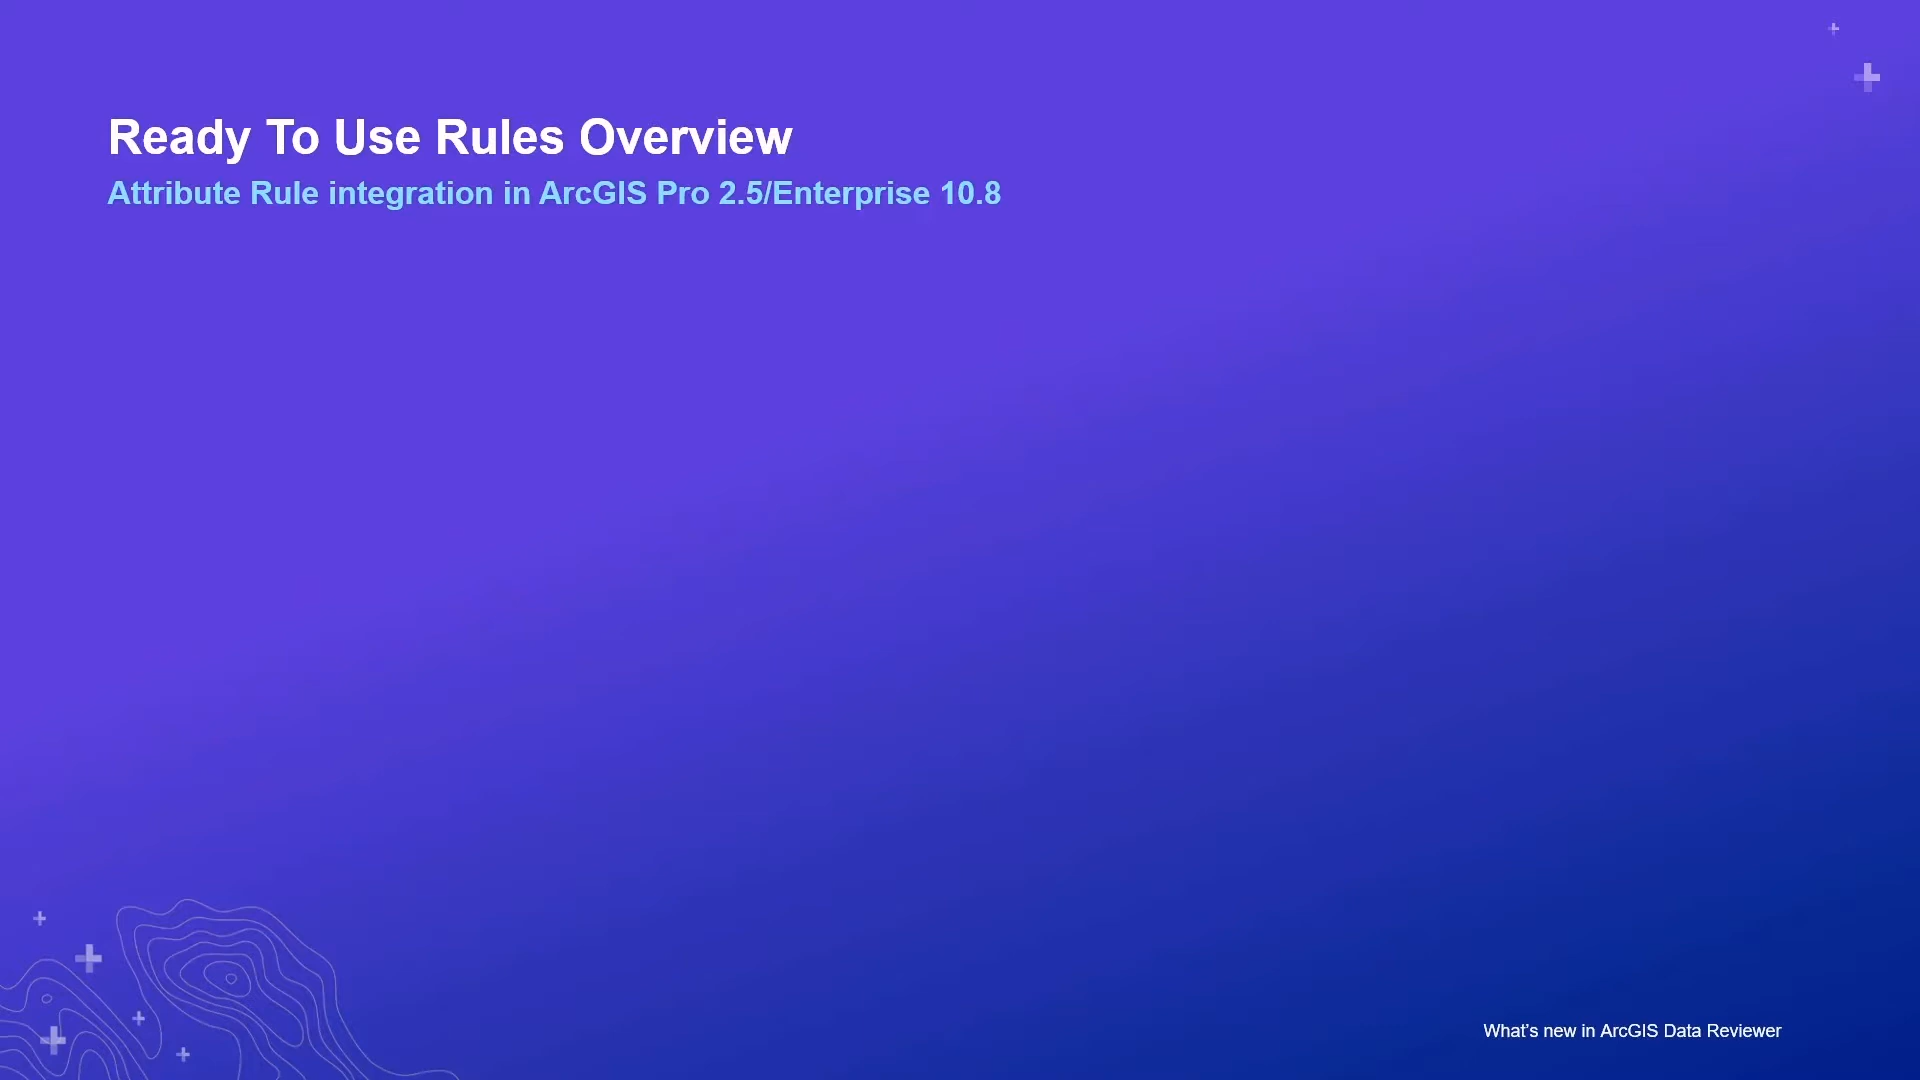 Ready To Use Rules Overview
Attribute Rule integration in ArcGIS Pro 2.5/Enterprise 10.8
What's new in ArcGIS Data Reviewer